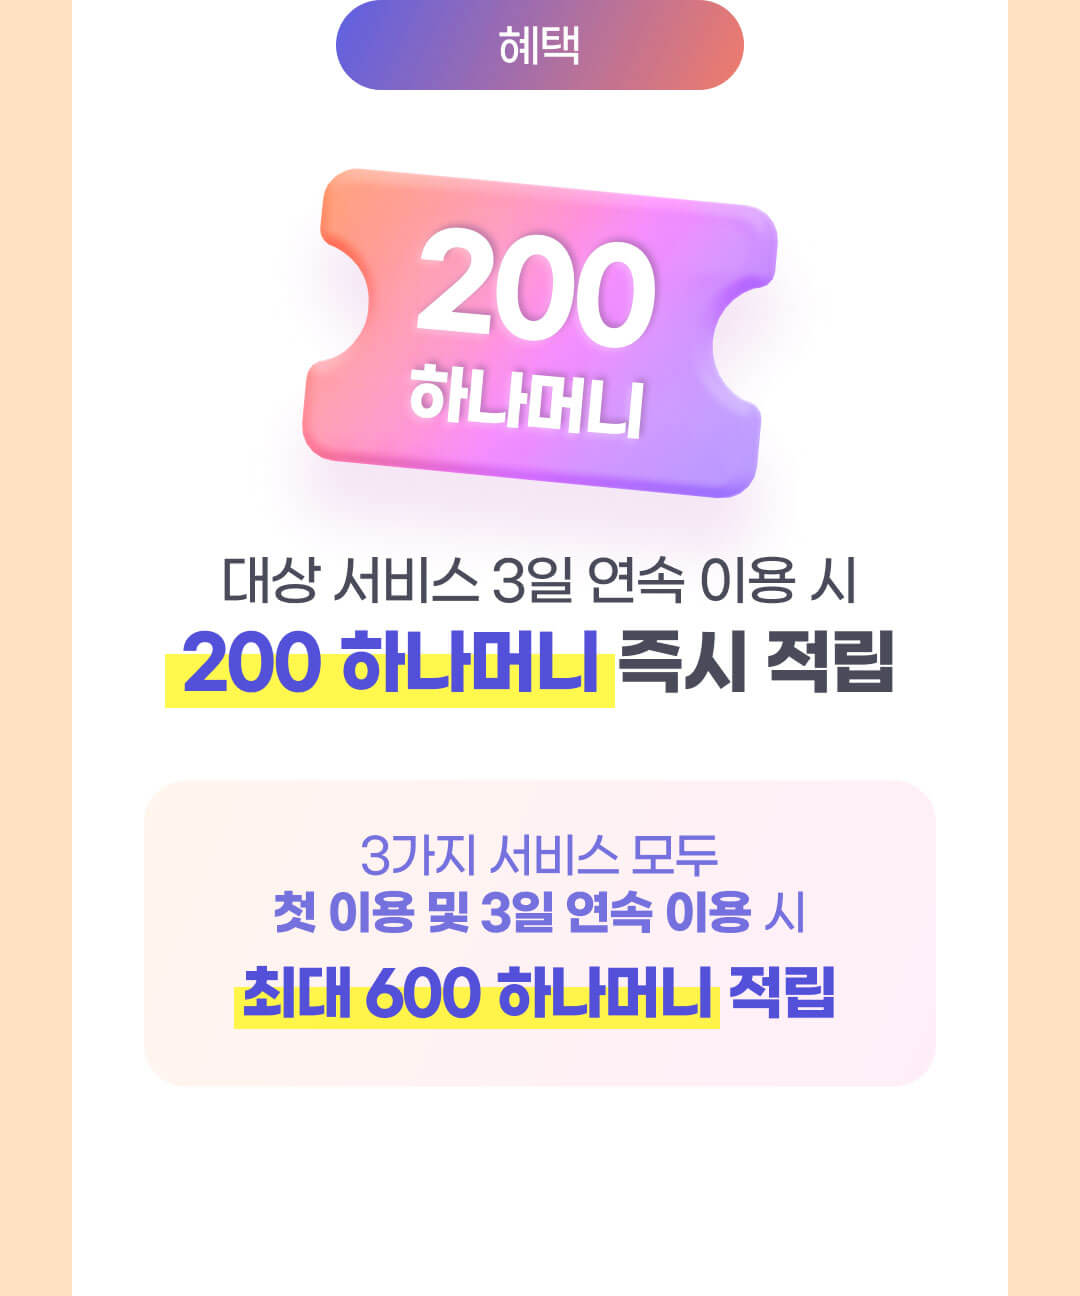 혜택
200
하나머니
대상 서비스 3일 연속 이용 시
200 하나머니 즉시 적립
3가지 서비스 모두
첫 이용 및 3일 연속 이용 시
최대 600 하나머니 적립